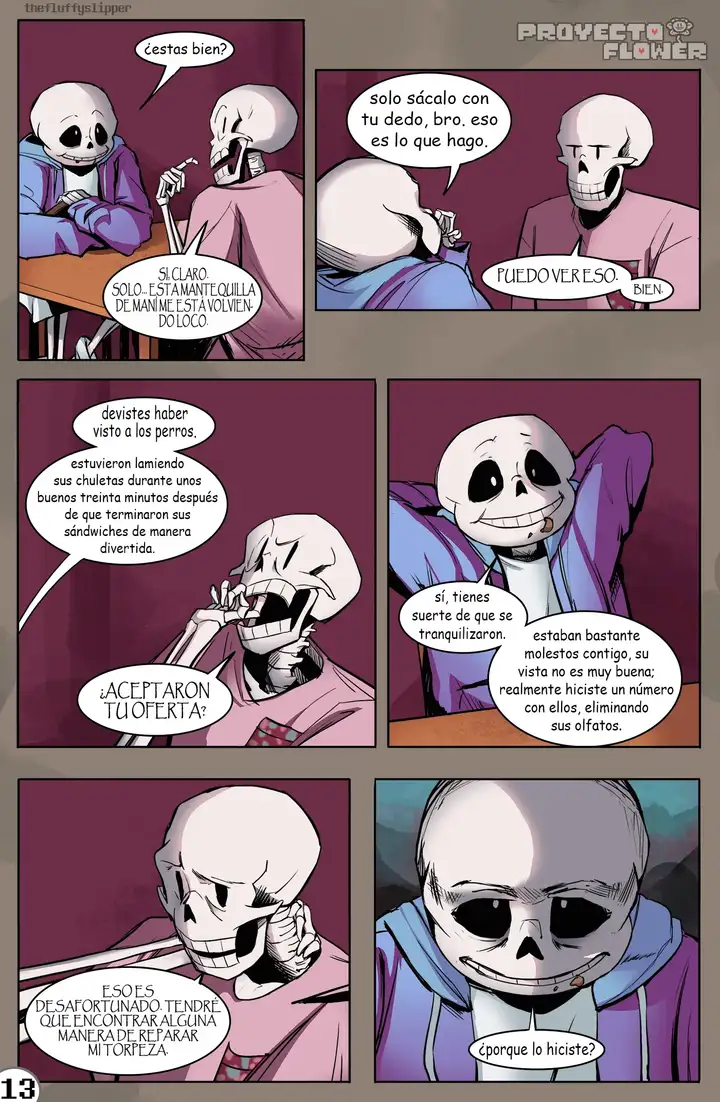 thefluffyslipper
PROYECTO
FLOWER
¿estas bien?
SI, CLARO.
SOLO... ESTA MANTEQUILLA
DE MANÍ ME ESTÁ VOLVIEN-
DO LOCO.
solo sácalo con
tu dedo, bro. eso
es lo que hago.
PUEDO VER ESO.
BIEN.
devistes haber
visto a los perros.
estuvieron lamiendo
sus chuletas durante unos
buenos treinta minutos después
de que terminaron sus
sándwiches de manera
divertida.
¿ACEPTARON
TU OFERTA?
sí, tienes
suerte de que se
tranquilizaron.
estaban bastante
molestos contigo, su
vista no es muy buena;
realmente hiciste un número
con ellos, eliminando
sus olfatos.
ESO ES
DESAFORTUNADO. TENDRÉ
QUE ENCONTRAR ALGUNA
MANERA DE REPARAR
MI TORPEZA.
¿porque lo hiciste?
13